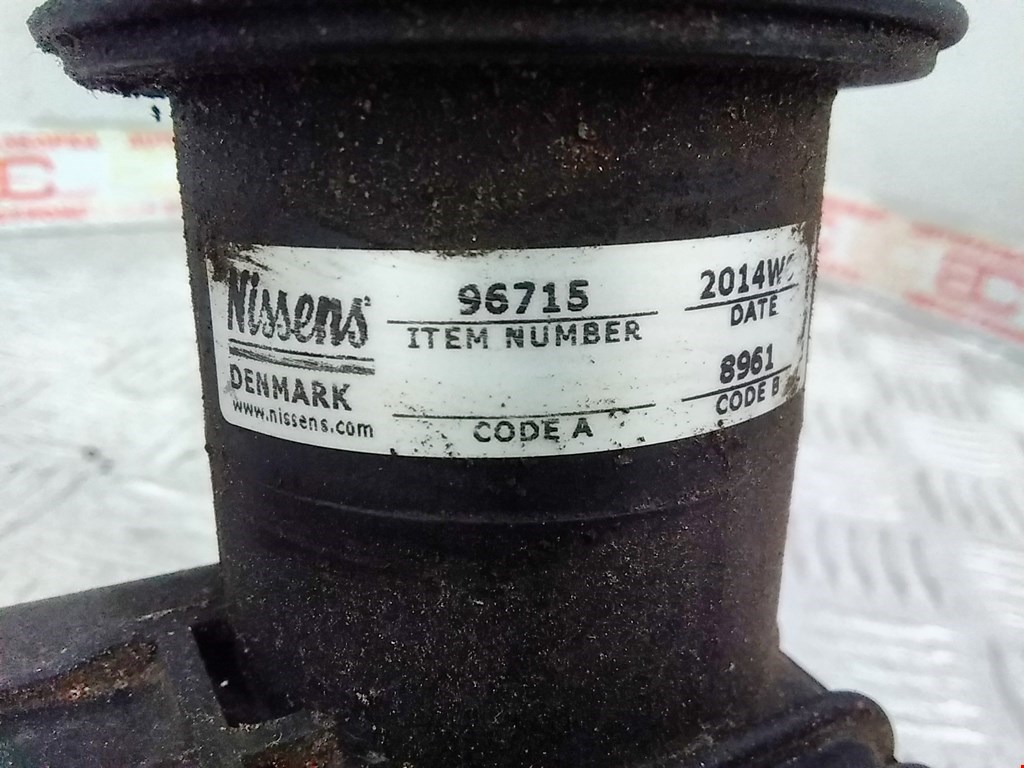 Nissens
DENMARK
www.nissens.com
96715
ITEM NUMBER
CODE A
2014W
DATE
8961
CODE B